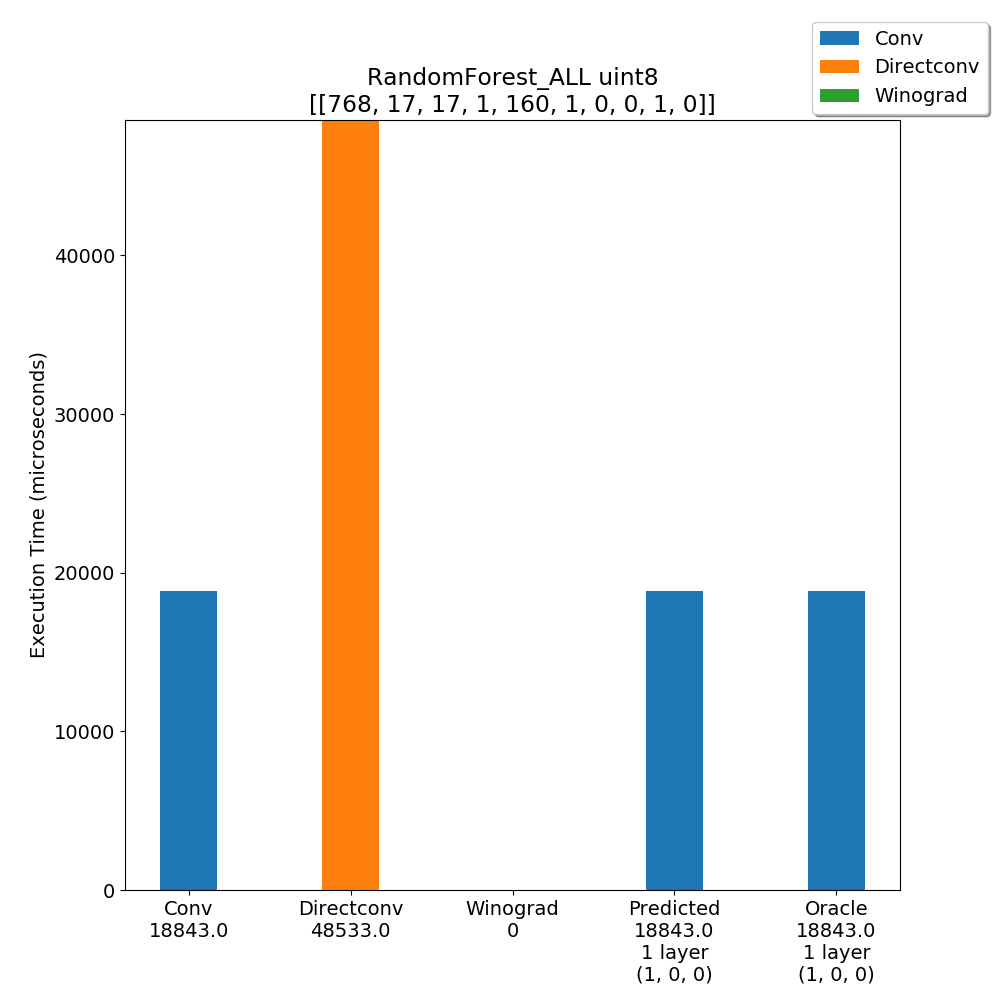 Conv
Directconv
Winograd
RandomForest_ALL uint8
[[768, 17, 17, 1, 160, 1, 0, 0, 1, 0]]
Execution Time (microseconds)
40000
30000
20000
10000
0
Conv
18843.0
Directconv
48533.0
Winograd
0
Predicted
18843.0
1 layer
(1, 0, 0)
Oracle
18843.0
1 layer
(1, 0, 0)